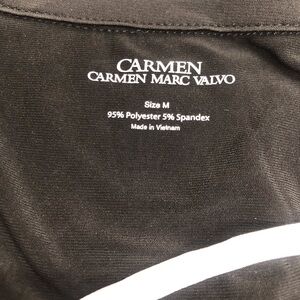 CARMEN
CARMEN MARC VALVO
Size M
95% Polyester 5% Spandex
Made in Vietnam